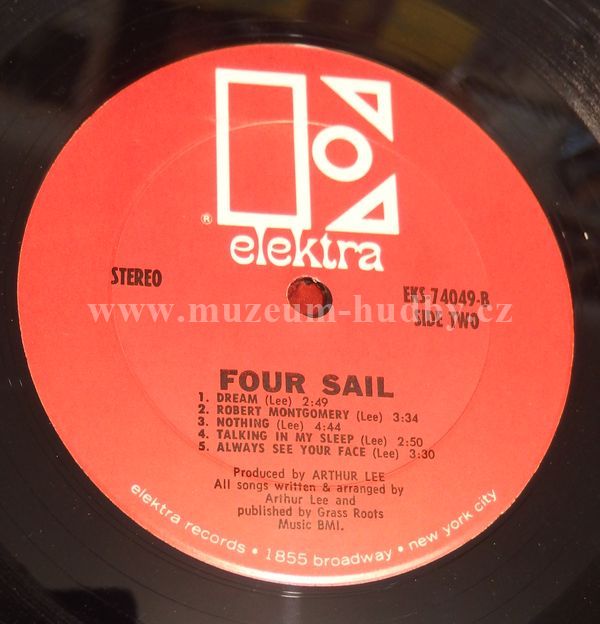 ®
elektra
STEREO
EKS-74049-B
SIDE TWO
www.muzeum-hudby.cz
FOUR SAIL
1. DREAM (Lee) 2:49
2. ROBERT MONTGOMERY (Lee) 3:34
3. NOTHING (Lee) 4:44
4. TALKING IN MY SLEEP (Lee) 2:50
5. ALWAYS SEE YOUR FACE (Lee) 3:30
Produced by ARTHUR LEE
All songs written & arranged by
Arthur Lee and
published by Grass Roots
Music BMI.
elektra records • 1855 broadway • new york city